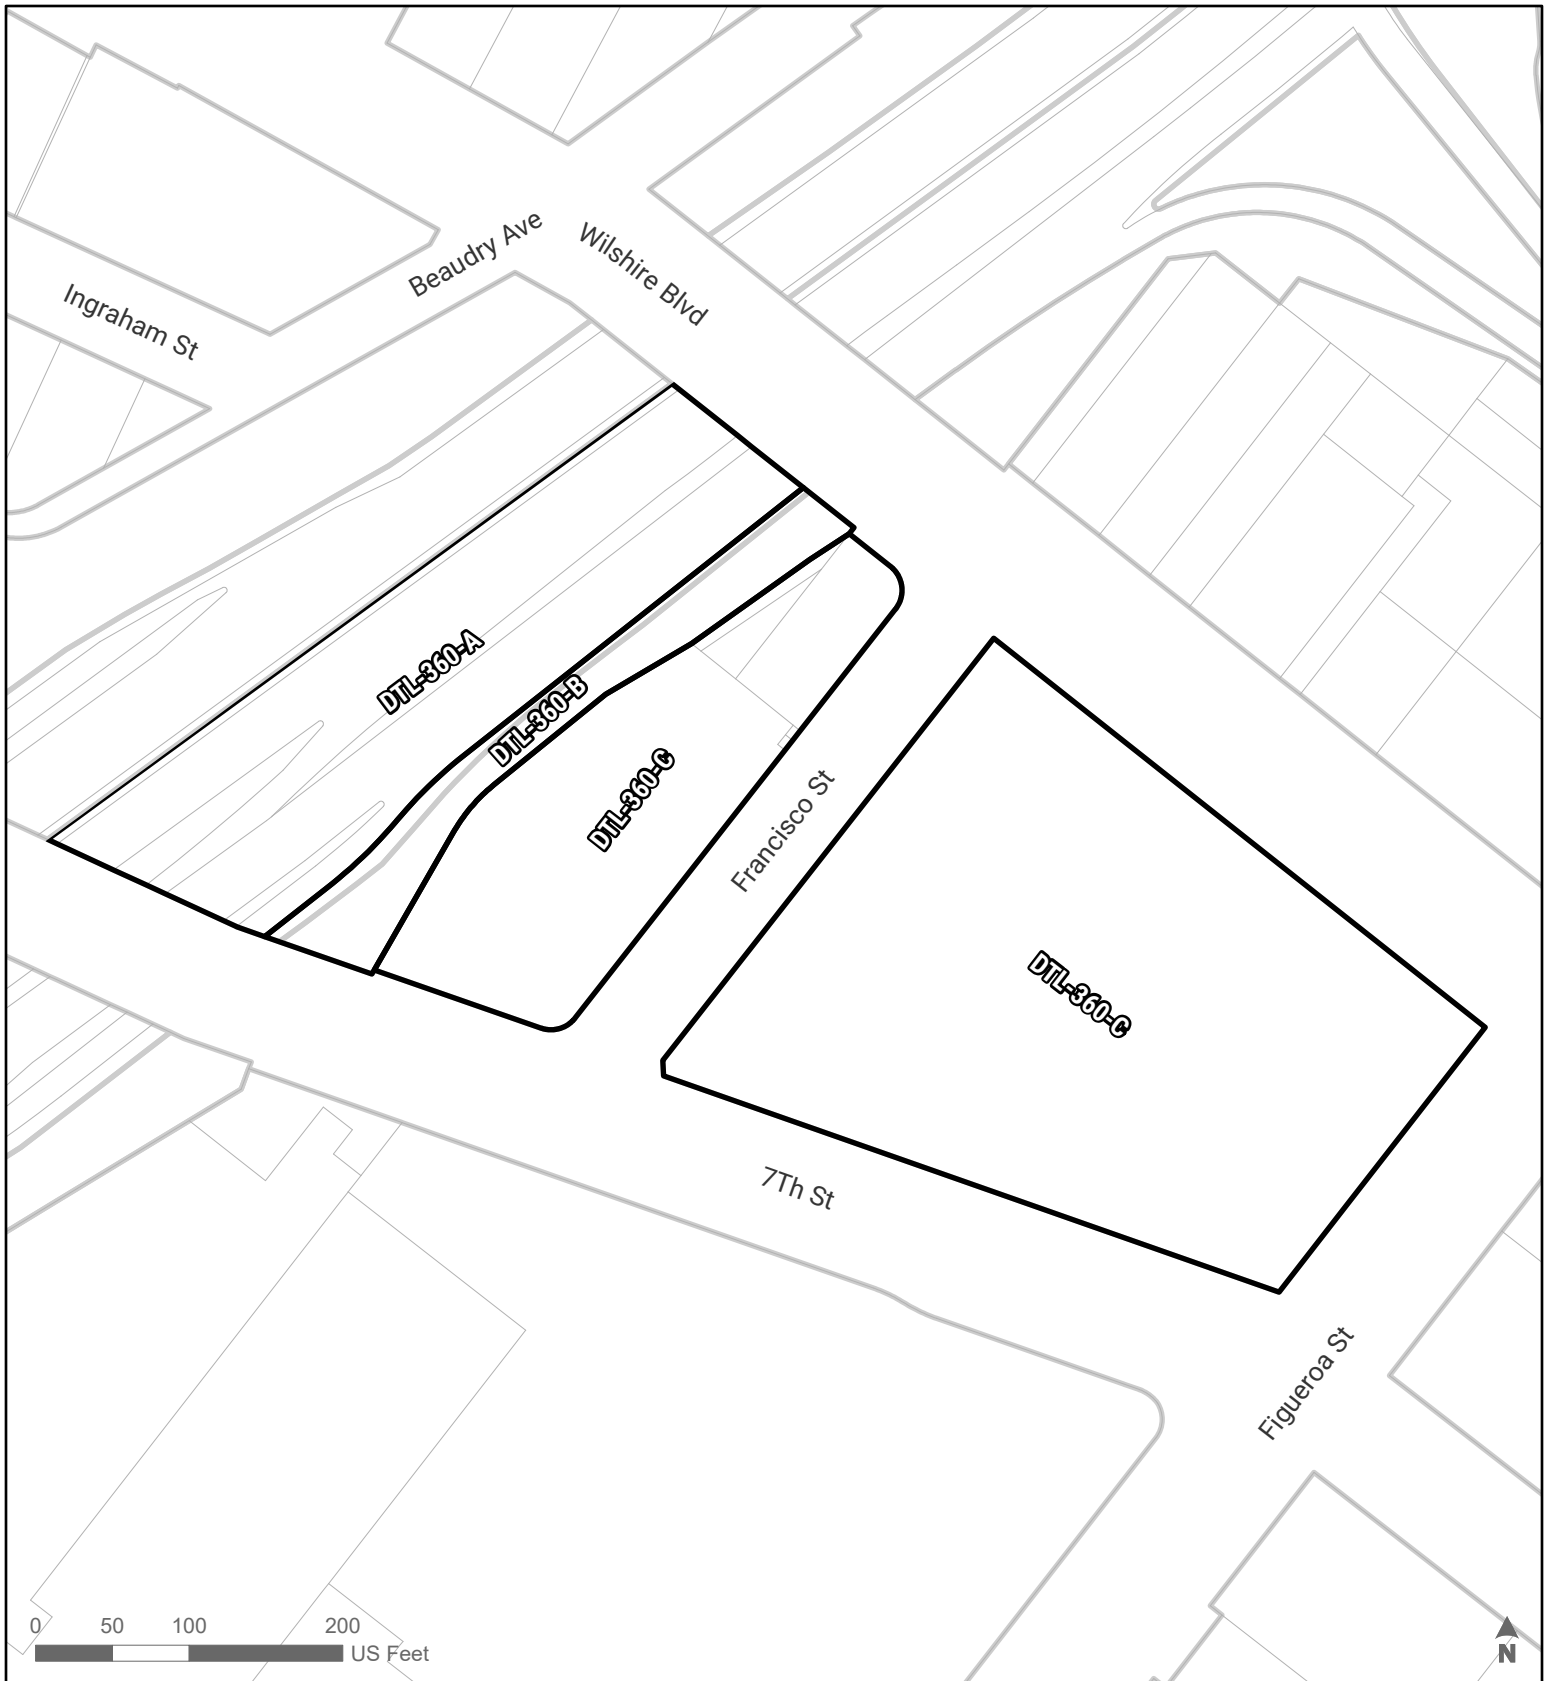 Beaudry Ave
Wilshire Blvd
Ingraham St
DTL-360-A
DTL-360-B
DTL-360-C
Francisco St
DTL-360-C
7Th St
Figueroa St
0 50 100 200
US Feet
N